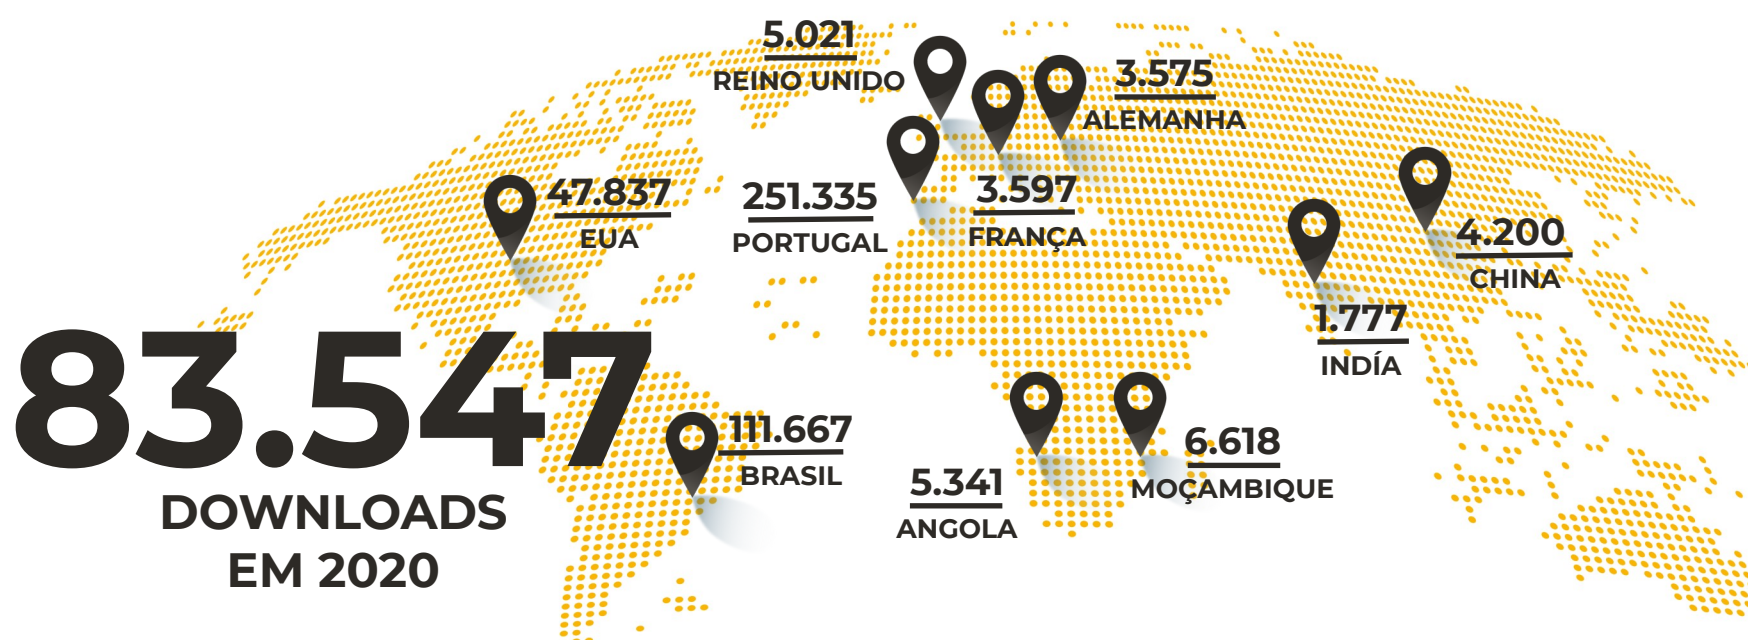 5.021
REINO UNIDO
3.575
ALEMANHA
47.837
EUA
251.335
PORTUGAL
3.597
FRANÇA
4.200
CHINA
1.777
INDÍA
83.547
DOWNLOADS
EM 2020
111.667
BRASIL
5.341
ANGOLA
6.618
MOÇAMBIQUE